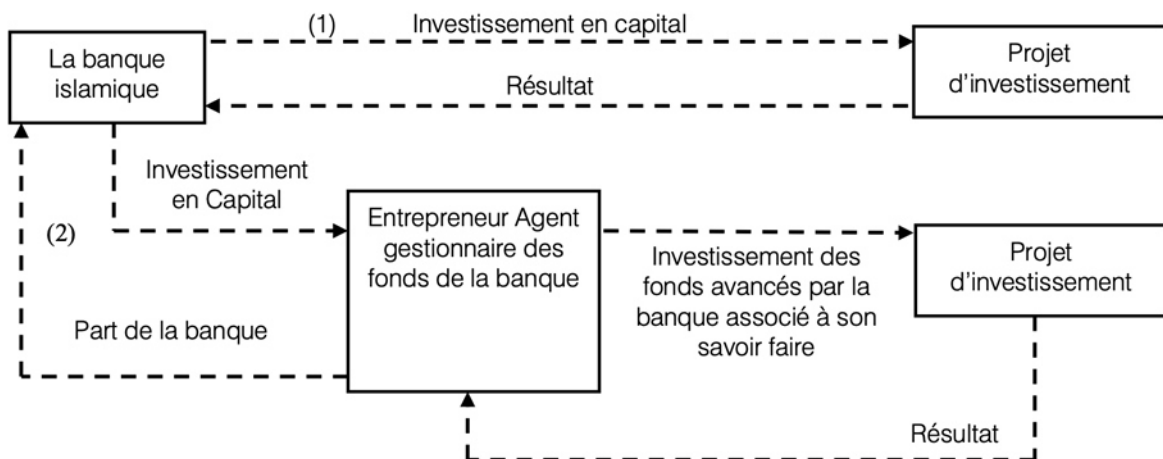 (1)
Investissement en capital
La banque
islamique
Projet
d'investissement
Résultat
Investissement
en Capital
(2)
Entrepreneur Agent
gestionnaire des
fonds de la banque
Investissement des
fonds avancés par la
banque associé à son
savoir faire
Projet
d'investissement
Part de la banque
Résultat